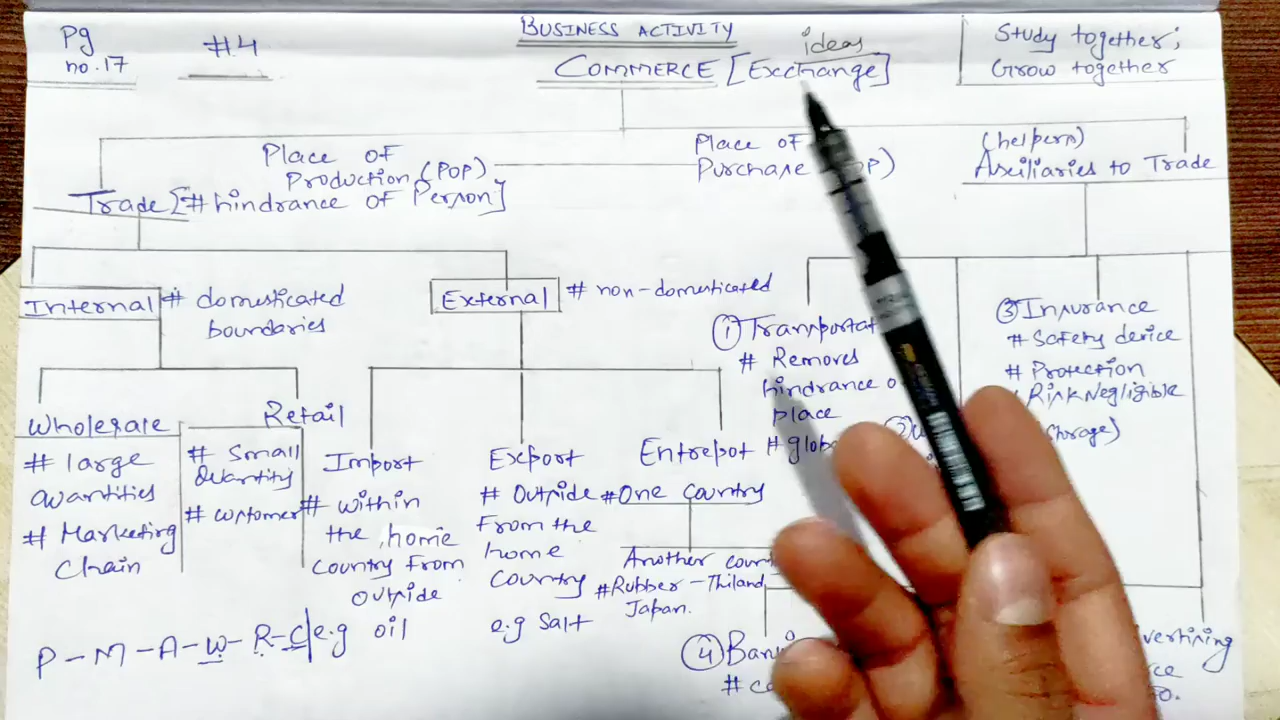 Pg
no.17
#4
BUSINESS ACTIVITY
ideas
COMMERCE [Exchange]
Study together;
Grow together
Place of
Production (POP)
Place of
Purchase
(helpers)
Auxiliaries to Trade
Trade [# hindrance of Person]
Internal # domesticated
boundaries
External # non-domesticated
Wholesale
# large
quantities
# Marketing
Chain
Retail
# Small
Quantity
# customer
Import
# within
the home
country from
outside
e.g oil
Export
# Outside
From the
home
country
e.g Salt
Entrepot
#One country
Another
#Rubber - Thiland
Japan.
P - M - A - W - R - C
① 
# Removes
hindrance
place
#
②
③ Insurance
# Safety device
# Protection
Risk Negligible
④
#